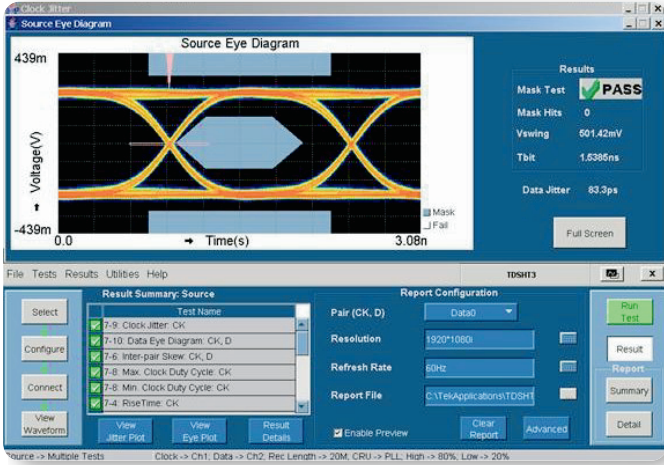 Clock Jitter
Source Eye Diagram
Source Eye Diagram
439m
Voltage(V)
-439m
0.0
Time(s)
3.08n
Mask
Fail
Results
Mask Test
PASS
Mask Hits
0
Vswing
501.42mV
Tbit
1.5385ns
Data Jitter
83.3ps
Full Screen
File Tests Results Utilities Help
TDSHT3
x
Select
Configure
Connect
View
Waveform
Result Summary: Source
Test Name
7-9: Clock Jitter: CK
7-10: Data Eye Diagram: CK, D
7-6: Inter-pair Skew: CK, D
7-8: Max. Clock Duty Cycle: CK
7-8: Min. Clock Duty Cycle: CK
7-4: RiseTime: CK
View
Jitter Plot
View
Eye Plot
Result
Details
Report Configuration
Pair (CK, D)
Data0
Resolution
1920*1080i
Refresh Rate
60Hz
Report File
C:\TekApplications\TDSHT
Enable Preview
Clear
Report
Advanced
Run
Test
Result
Report
Summary
Detail
Source -> Multiple Tests
Clock -> Ch1; Data -> Ch2; Rec Length -> 20M, CRU -> PLL; High -> 80%; Low -> 20%